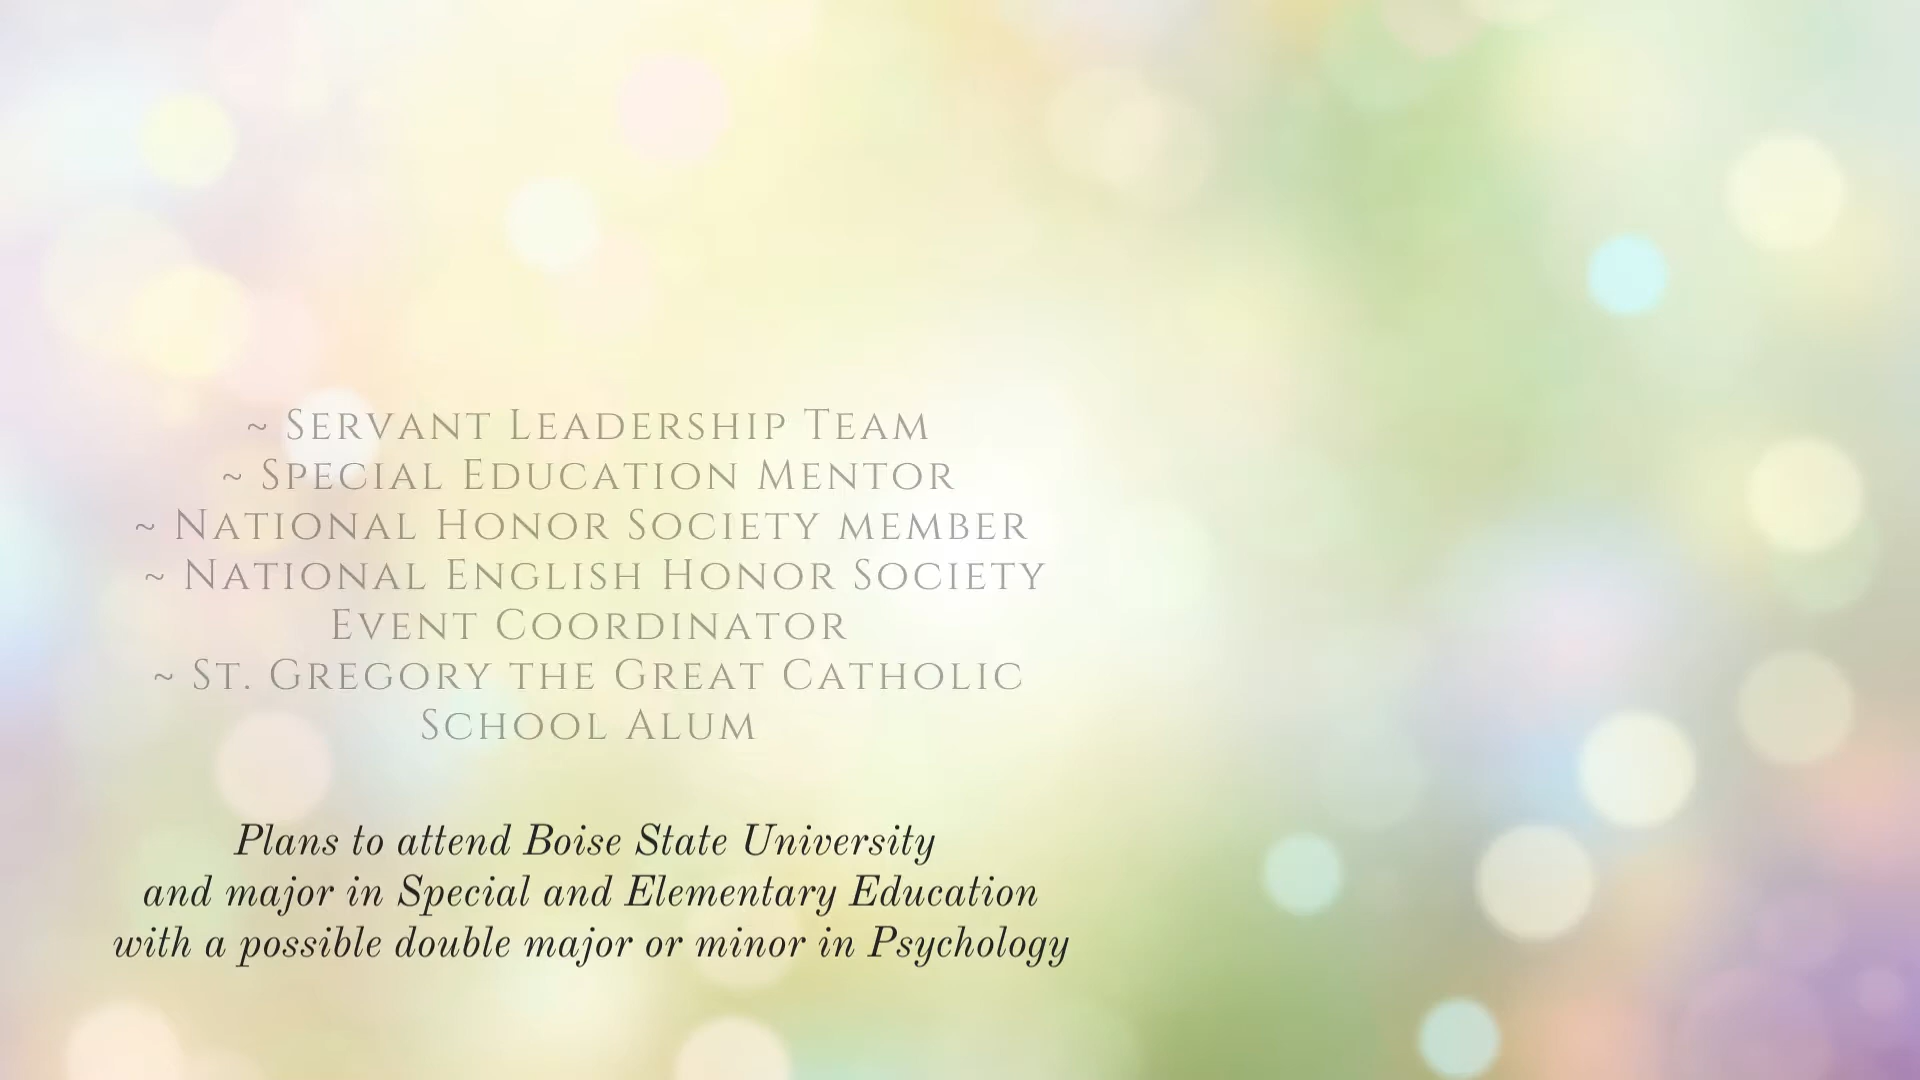 ~ Servant Leadership Team
~ Special Education Mentor
~ National Honor Society member
~ National English Honor Society
Event Coordinator
~ St. Gregory the Great Catholic
School Alum
Plans to attend Boise State University
and major in Special and Elementary Education
with a possible double major or minor in Psychology